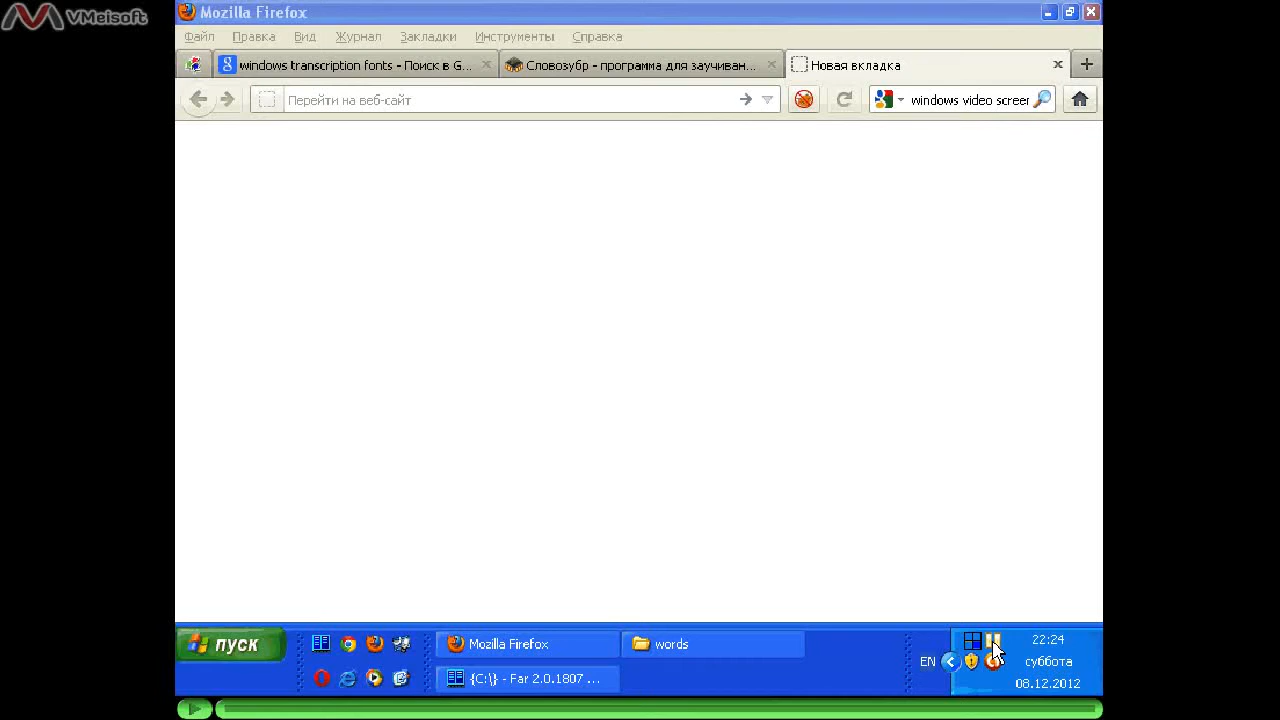 VMeisoft
Mozilla Firefox
Файл Правка Вид Журнал Закладки Инструменты Справка
windows transcription fonts - Поиск в G...
Словозубр - программа для заучиван...
Новая вкладка
Перейти на веб-сайт
windows video screer
пуск
Mozilla Firefox
words
22:24
EN
суббота
{C:\} - Far 2.0.1807 ...
08.12.2012